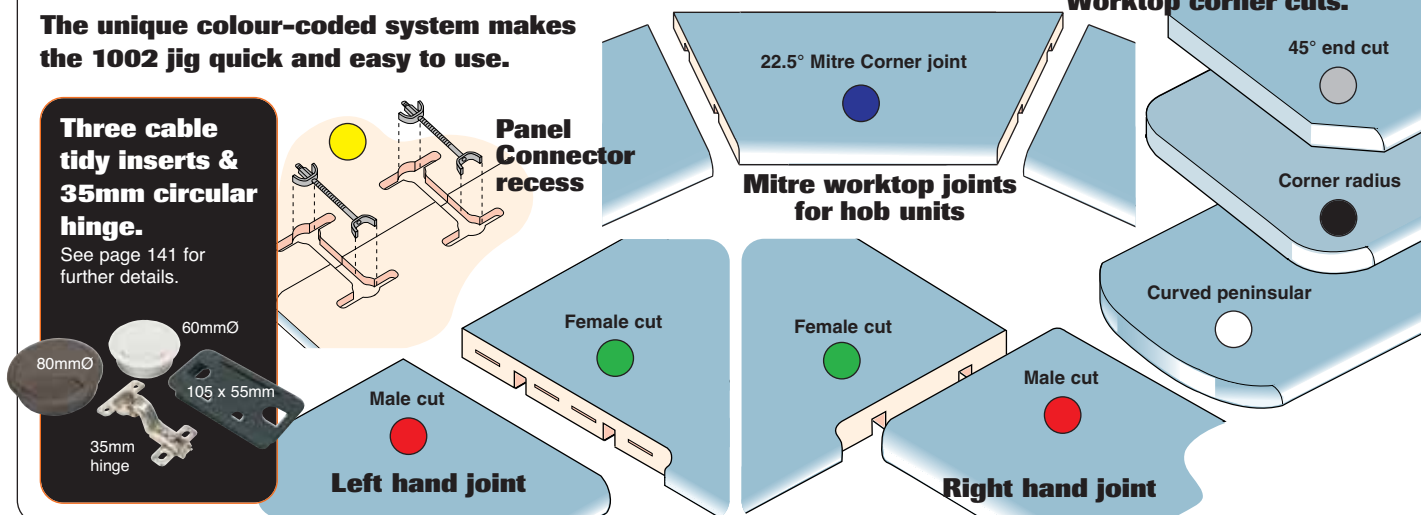 The unique colour-coded system makes
the 1002 jig quick and easy to use.
Worktop corner cuts.
Three cable
tidy inserts &
35mm circular
hinge.
See page 141 for
further details.
60mmØ
80mmØ
105 x 55mm
35mm
hinge
Panel
Connector
recess
22.5° Mitre Corner joint
Mitre worktop joints
for hob units
45° end cut
Corner radius
Curved peninsular
Female cut
Male cut
Left hand joint
Female cut
Male cut
Right hand joint